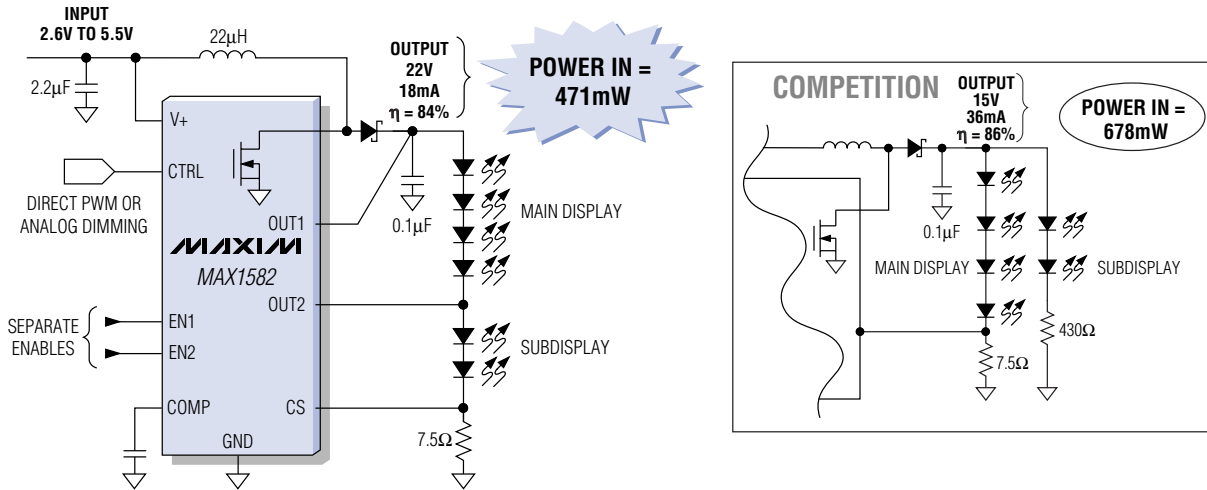 INPUT
2.6V TO 5.5V
22µH
2.2µF
OUTPUT
22V
18mA
η = 84%
POWER IN =
471mW
V+
CTRL
DIRECT PWM OR
ANALOG DIMMING
OUT1
0.1µF
MAIN DISPLAY
MAXIM
MAX1582
OUT2
SEPARATE
ENABLES
EN1
EN2
SUBDISPLAY
COMP
CS
GND
7.5Ω
COMPETITION
OUTPUT
15V
36mA
η = 86%
POWER IN =
678mW
0.1µF
MAIN DISPLAY
SUBDISPLAY
430Ω
7.5Ω